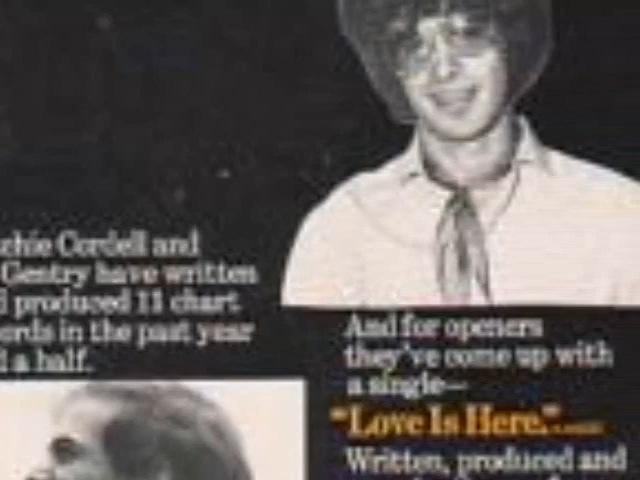 chie Cordell and
Gentry have written
d produced 11 chart
ords in the past year
d a half.
And for openers
they've come up with
a single—
"Love Is Here."
Written, produced and